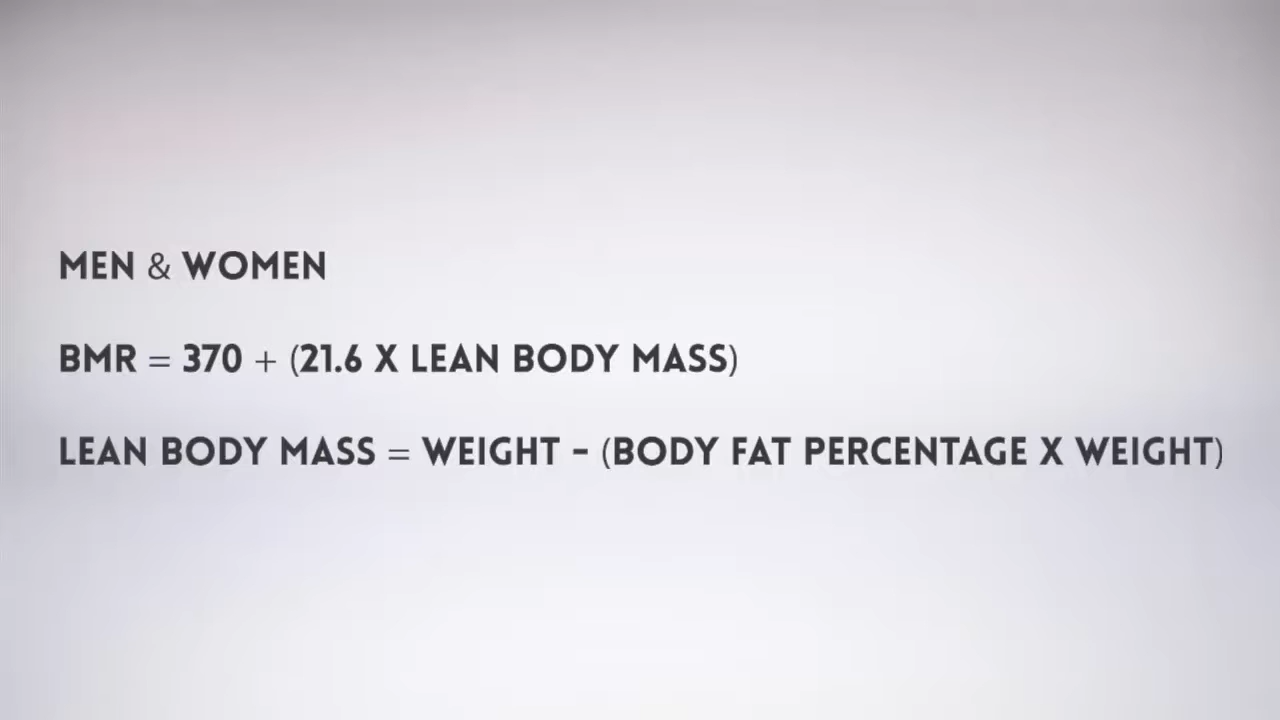 MEN & WOMEN
BMR = 370 + (21.6 X LEAN BODY MASS)
LEAN BODY MASS = WEIGHT - (BODY FAT PERCENTAGE X WEIGHT)